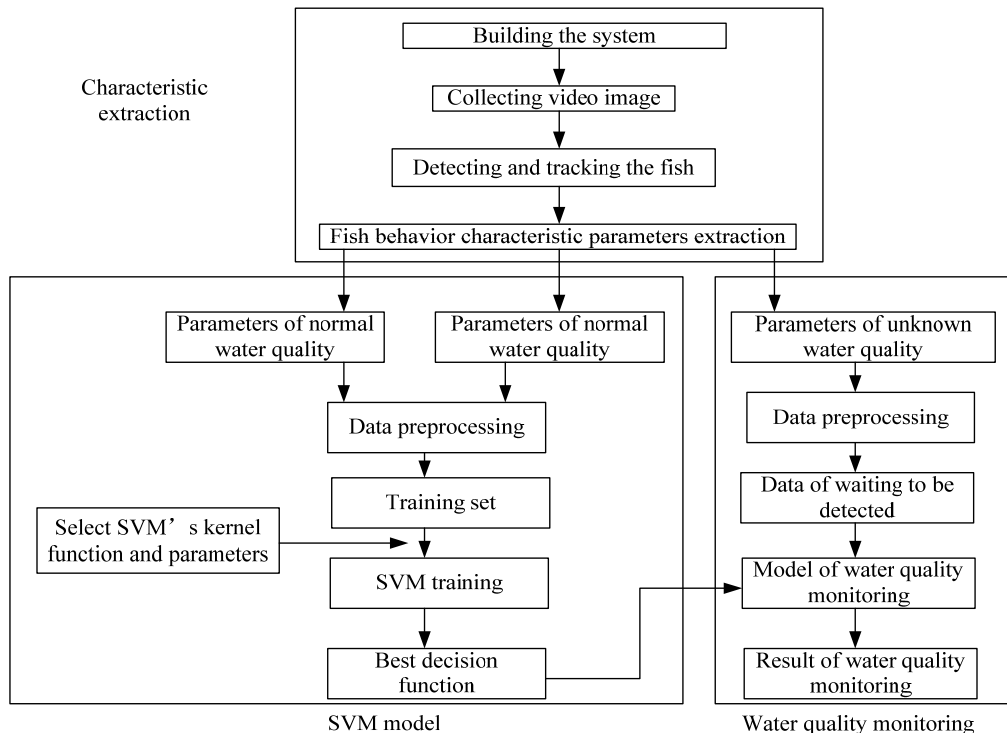 Building the system
Characteristic
extraction
Collecting video image
Detecting and tracking the fish
Fish behavior characteristic parameters extraction
Parameters of normal
water quality
Parameters of normal
water quality
Data preprocessing
Training set
Select SVM’s kernel
function and parameters
SVM training
Best decision
function
SVM model
Parameters of unknown
water quality
Data preprocessing
Data of waiting to be
detected
Model of water quality
monitoring
Result of water quality
monitoring
Water quality monitoring